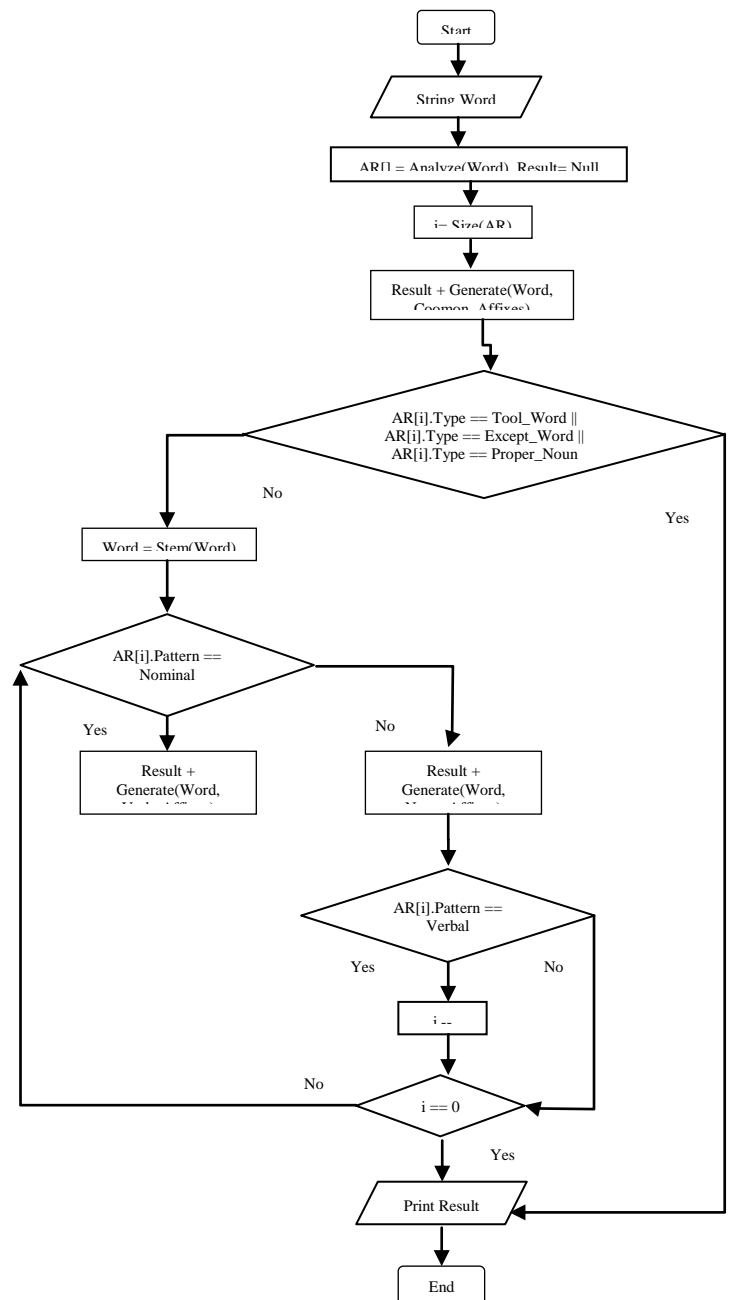 Start
String Word
AR[] = Analyze(Word), Result= Null
i= Size(AR)
Result + Generate(Word,
Coomon_Affixes)
AR[i].Type == Tool_Word ||
AR[i].Type == Except_Word ||
AR[i].Type == Proper_Noun
No
Yes
Word = Stem(Word)
AR[i].Pattern ==
Nominal
Yes
No
Result +
Generate(Word,
Result +
Generate(Word,
AR[i].Pattern ==
Verbal
Yes
No
i --
No
i == 0
Yes
Print Result
End